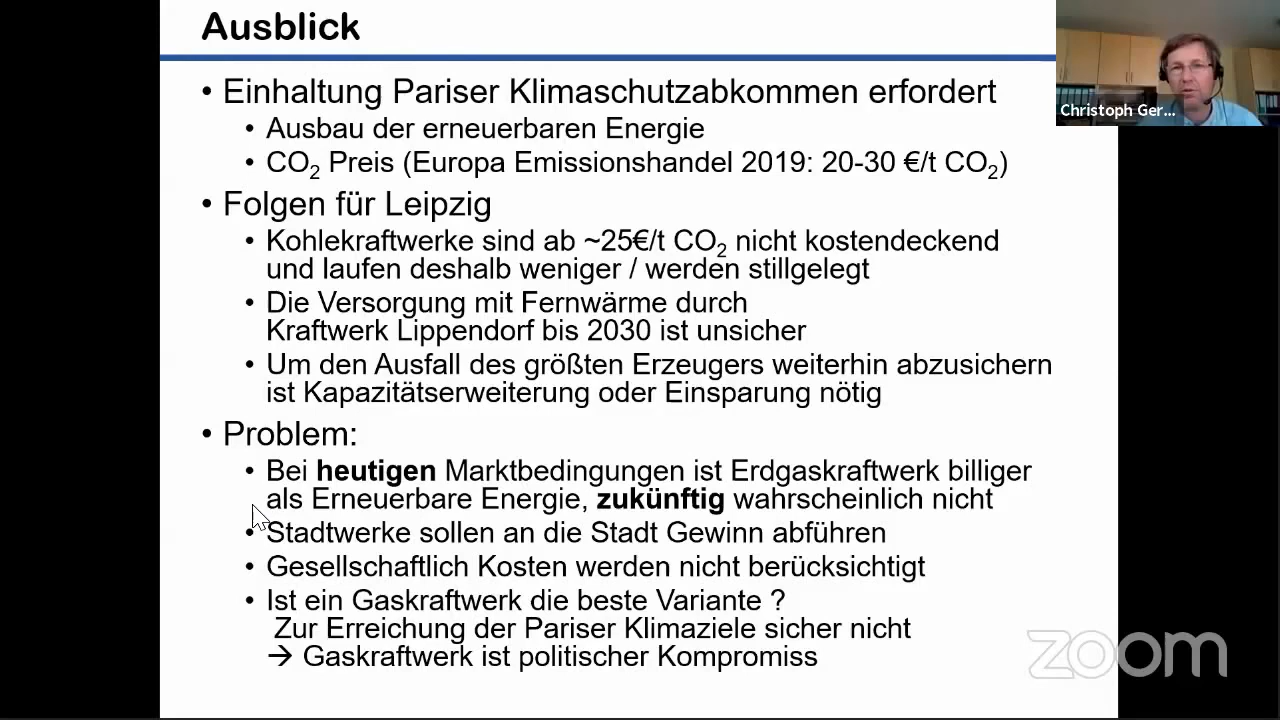 Ausblick
• Einhaltung Pariser Klimaschutzabkommen erfordert
• Ausbau der erneuerbaren Energie
• CO₂ Preis (Europa Emissionshandel 2019: 20-30 €/t CO₂)
• Folgen für Leipzig
• Kohlekraftwerke sind ab ~25€/t CO₂ nicht kostendeckend
und laufen deshalb weniger / werden stillgelegt
• Die Versorgung mit Fernwärme durch
Kraftwerk Lippendorf bis 2030 ist unsicher
• Um den Ausfall des größten Erzeugers weiterhin abzusichern
ist Kapazitätserweiterung oder Einsparung nötig
• Problem:
• Bei heutigen Marktbedingungen ist Erdgaskraftwerk billiger
als Erneuerbare Energie, zukünftig wahrscheinlich nicht
• Stadtwerke sollen an die Stadt Gewinn abführen
• Gesellschaftlich Kosten werden nicht berücksichtigt
• Ist ein Gaskraftwerk die beste Variante ?
Zur Erreichung der Pariser Klimaziele sicher nicht
→ Gaskraftwerk ist politischer Kompromiss
Christoph Ger...
zoom